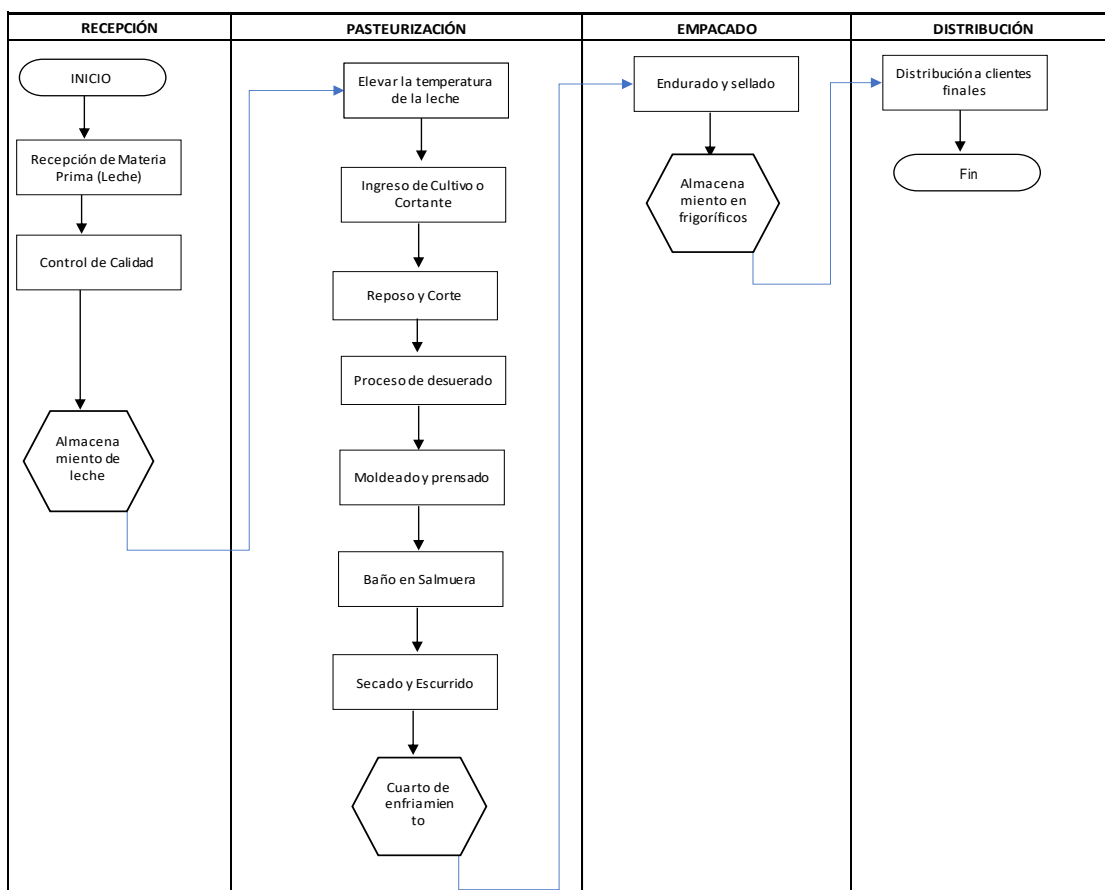 RECEPCIÓN
PASTEURIZACIÓN
EMPACADO
DISTRIBUCIÓN
INICIO
Recepción de Materia
Prima (Leche)
Control de Calidad
Almacena
miento de
leche
Elevar la temperatura
de la leche
Ingreso de Cultivo o
Cortante
Reposo y Corte
Proceso de desuerado
Moldeado y prensado
Baño en Salmuera
Secado y Escurrido
Cuarto de
enfriamien
to
Endurado y sellado
Almacena
miento en
frigoríficos
Distribución a clientes
finales
Fin